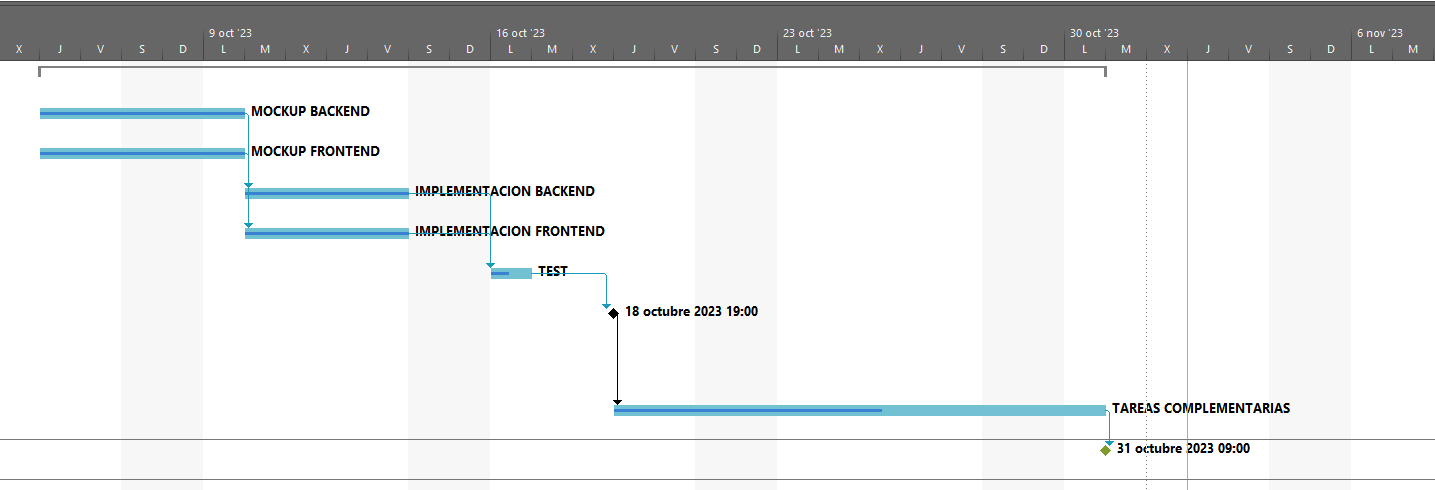 9 oct '23 16 oct '23 23 oct '23 30 oct '23 6 nov '23
X J V S D L M X J V S D L M X J V S D L M X J V S D L M X J V S D L M
MOCKUP BACKEND
MOCKUP FRONTEND
IMPLEMENTACION BACKEND
IMPLEMENTACION FRONTEND
TEST
18 octubre 2023 19:00
TAREAS COMPLEMENTARIAS
31 octubre 2023 09:00